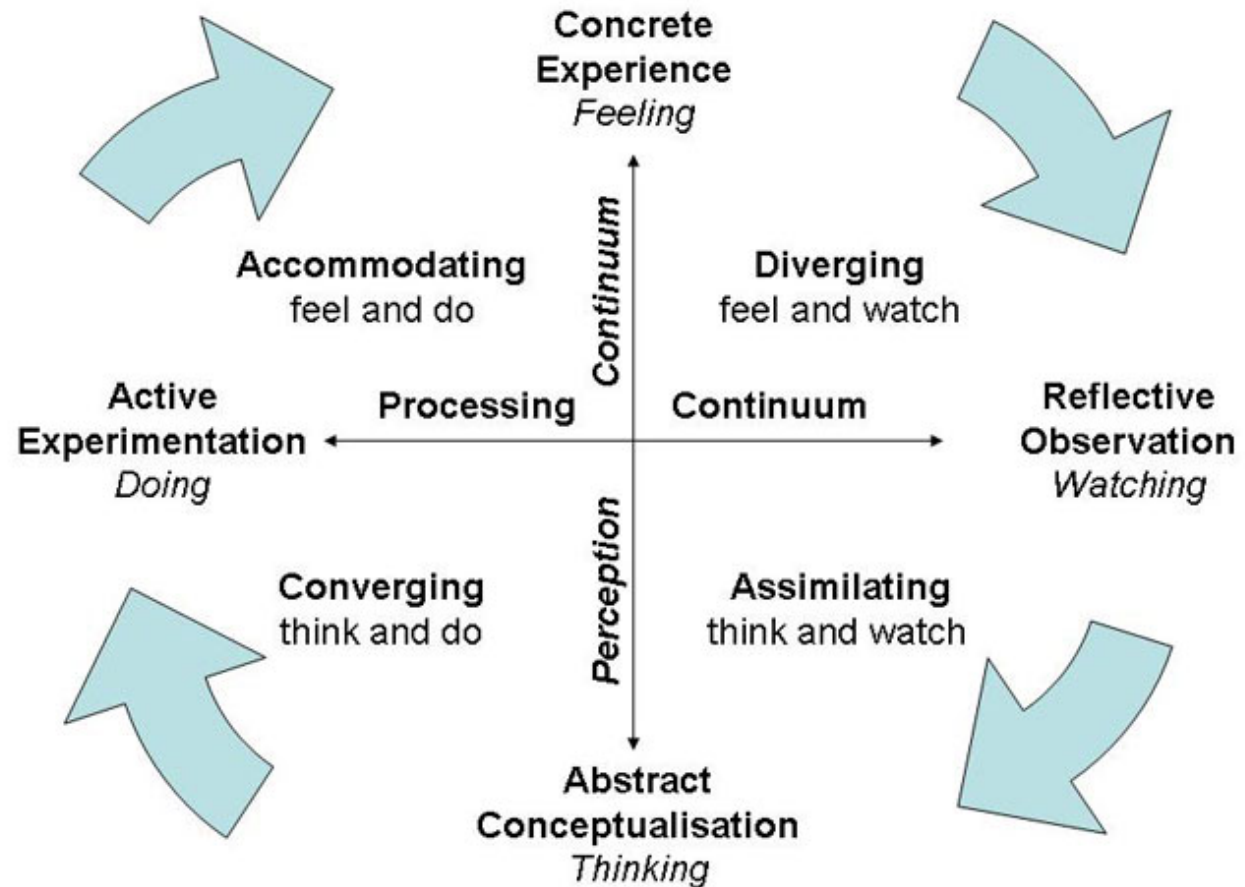 Concrete
Experience
Feeling
Continuum
Accommodating
feel and do
Diverging
feel and watch
Active
Experimentation
Doing
Processing
Continuum
Reflective
Observation
Watching
Perception
Converging
think and do
Assimilating
think and watch
Abstract
Conceptualisation
Thinking